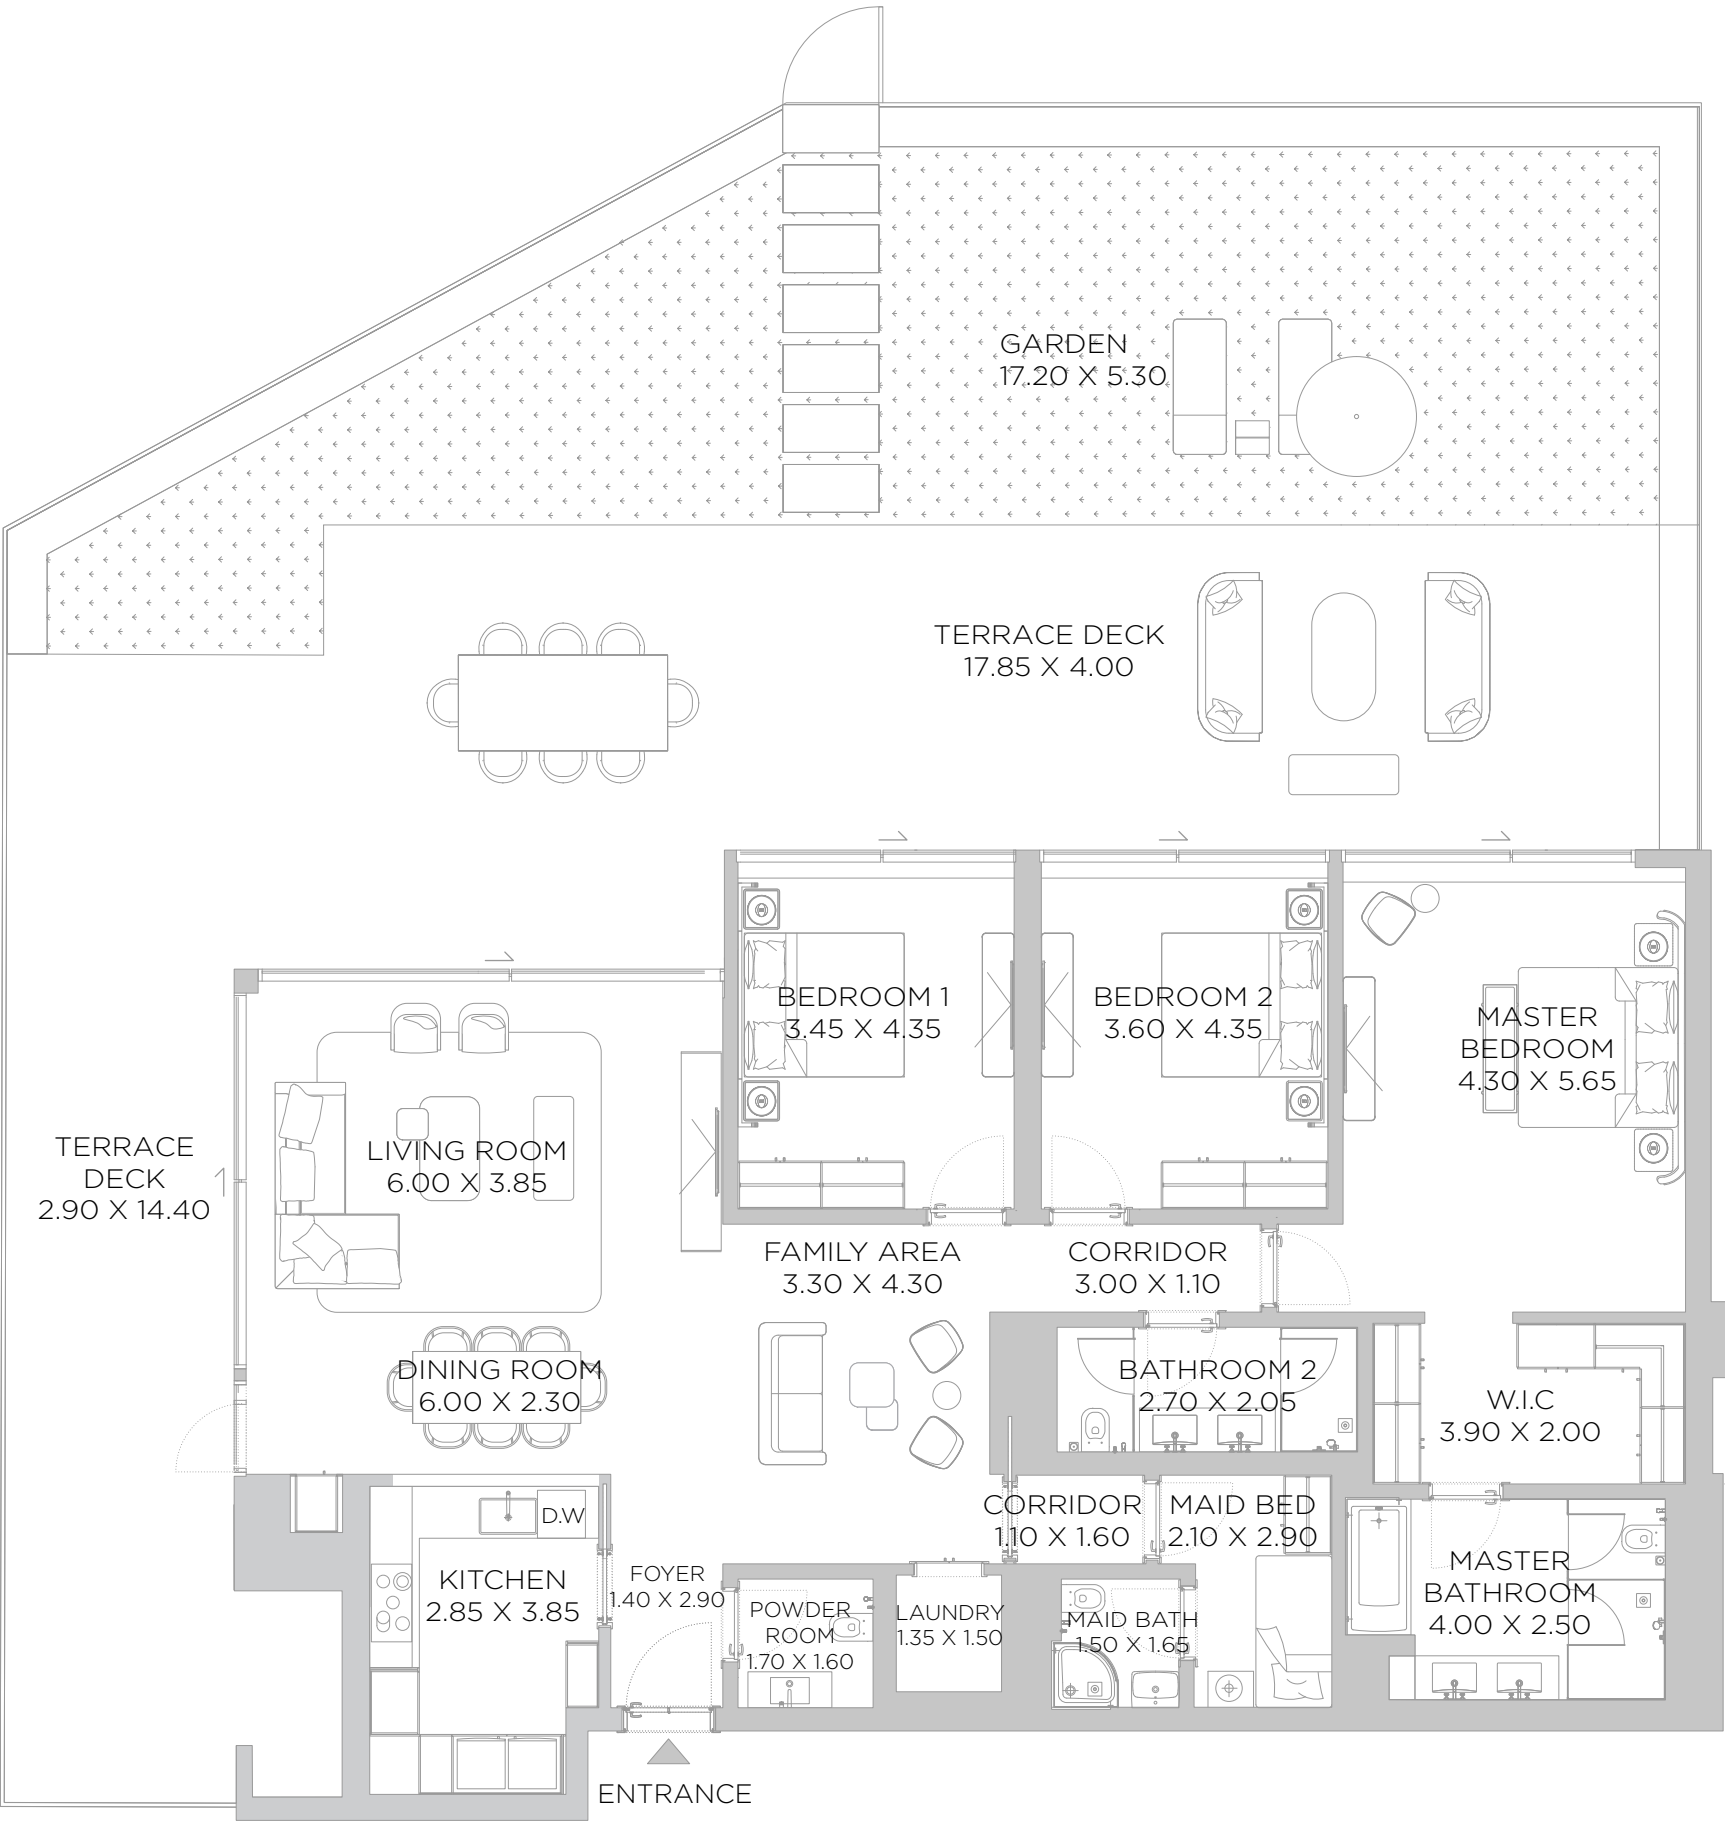 GARDEN
17.20 X 5.30
TERRACE DECK
17.85 X 4.00
BEDROOM 1
3.45 X 4.35
BEDROOM 2
3.60 X 4.35
MASTER
BEDROOM
4.30 X 5.65
TERRACE
DECK
2.90 X 14.40
LIVING ROOM
6.00 X 3.85
FAMILY AREA
3.30 X 4.30
CORRIDOR
3.00 X 1.10
DINING ROOM
6.00 X 2.30
BATHROOM 2
2.70 X 2.05
W.I.C
3.90 X 2.00
D.W
CORRIDOR
1.10 X 1.60
MAID BED
2.10 X 2.90
KITCHEN
2.85 X 3.85
FOYER
1.40 X 2.90
POWDER
ROOM
1.70 X 1.60
LAUNDRY
1.35 X 1.50
MAID BATH
1.50 X 1.65
MASTER
BATHROOM
4.00 X 2.50
ENTRANCE